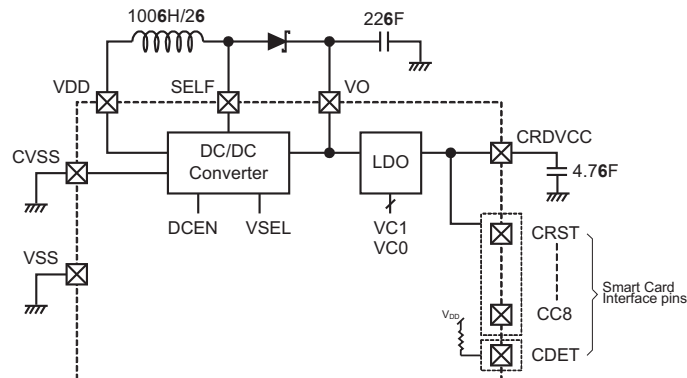 1006H/26
226F
VDD
SELF
VO
CVSS
DC/DC
Converter
LDO
CRDVCC
4.76F
DCEN
VSEL
VC1
VC0
VSS
CRST
CC8
Smart Card
Interface pins
VDD
CDET